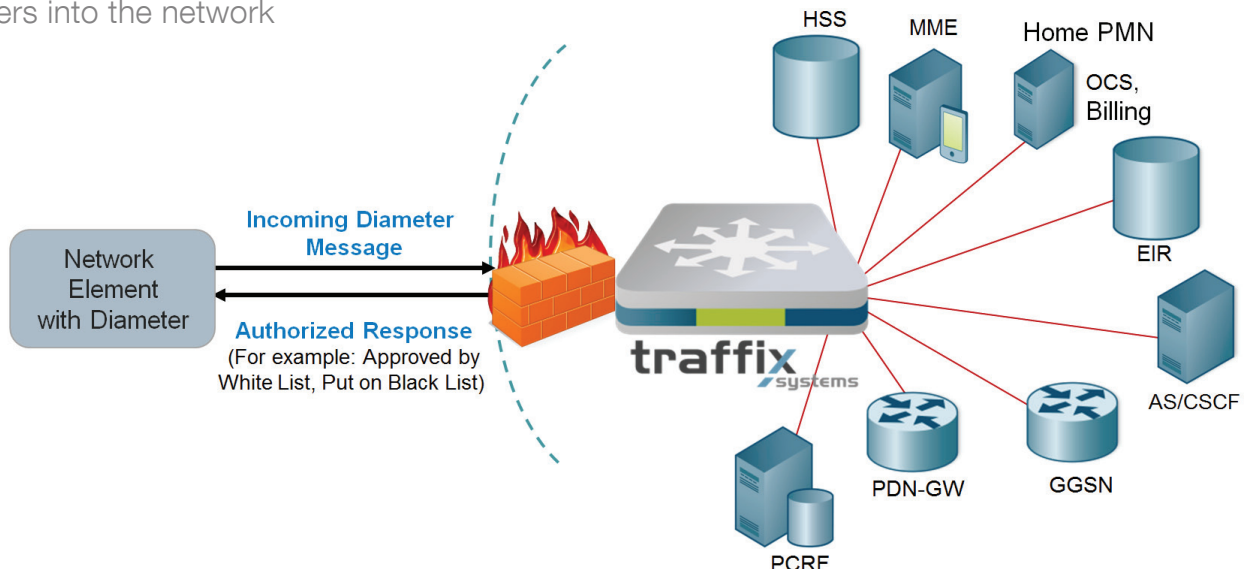 ers into the network
HSS
MME
Home PMN
OCS,
Billing
EIR
Incoming Diameter
Message
Network
Element
with Diameter
Authorized Response
(For example: Approved by
White List, Put on Black List)
traffix
systems
AS/CSCF
GGSN
PDN-GW
PCRF